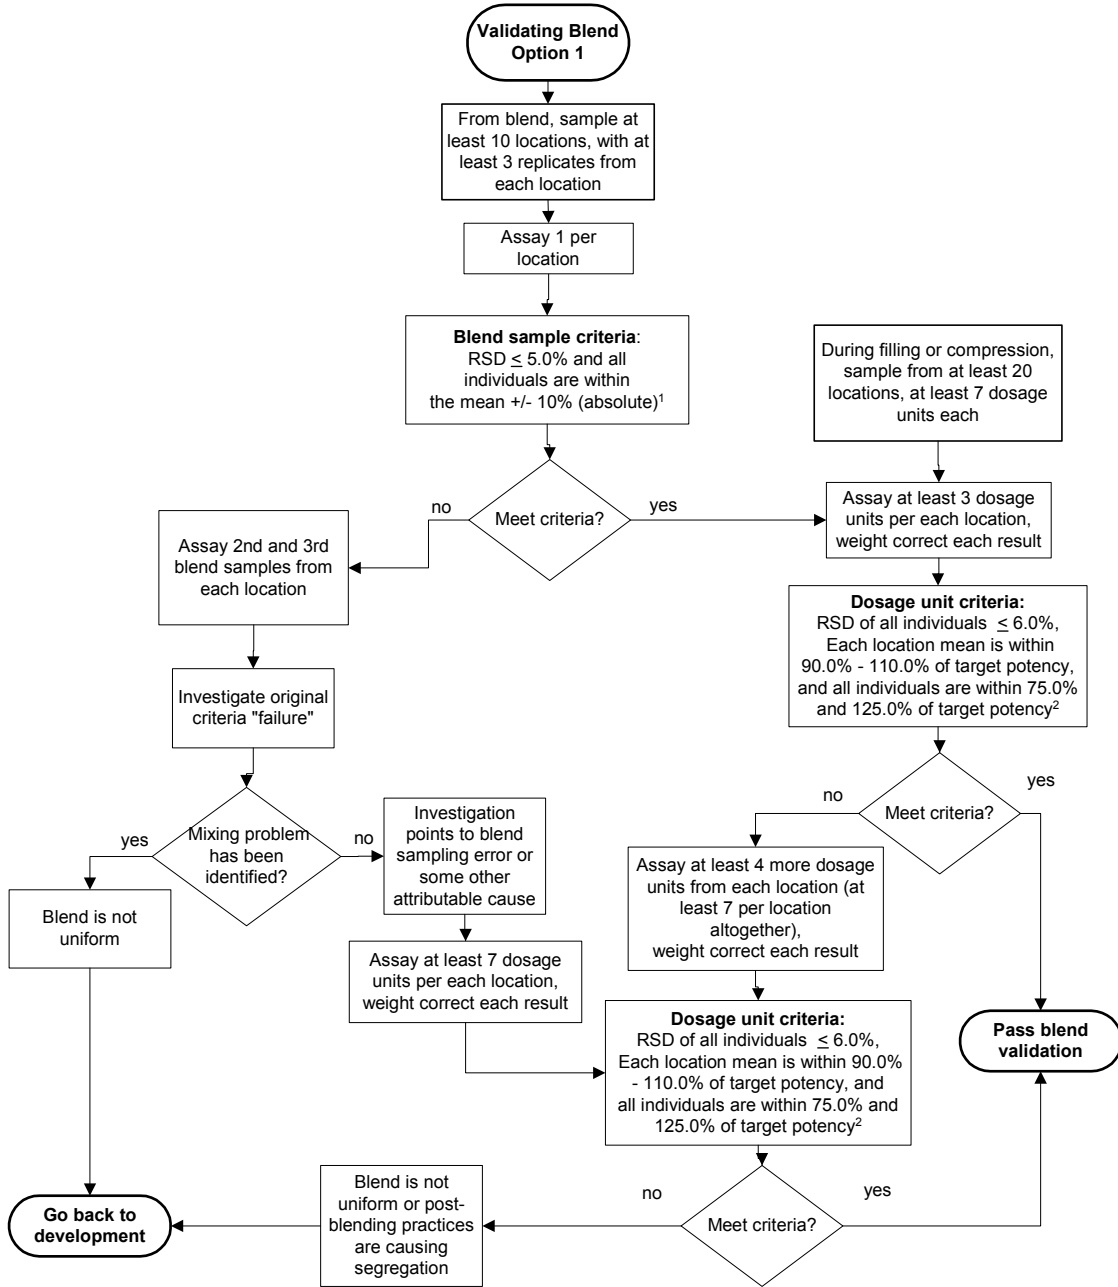 Validating Blend
Option 1
From blend, sample at
least 10 locations, with at
least 3 replicates from
each location
Assay 1 per
location
Blend sample criteria:
RSD ≤ 5.0% and all
individuals are within
the mean +/- 10% (absolute)¹
During filling or compression,
sample from at least 20
locations, at least 7 dosage
units each
Meet criteria?
no
yes
Assay 2nd and 3rd
blend samples from
each location
Assay at least 3 dosage
units per each location,
weight correct each result
Dosage unit criteria:
RSD of all individuals ≤ 6.0%,
Each location mean is within
90.0% - 110.0% of target potency,
and all individuals are within 75.0%
and 125.0% of target potency²
Investigate original
criteria "failure"
Meet criteria?
no
yes
Mixing problem
has been
identified?
yes
no
Investigation
points to blend
sampling error or
some other
attributable cause
Assay at least 4 more dosage
units from each location (at
least 7 per location
altogether),
weight correct each result
Blend is not
uniform
Assay at least 7 dosage
units per each location,
weight correct each result
Dosage unit criteria:
RSD of all individuals ≤ 6.0%,
Each location mean is within 90.0%
- 110.0% of target potency, and
all individuals are within 75.0% and
125.0% of target potency²
Pass blend
validation
Meet criteria?
no
yes
Blend is not
uniform or post-
blending practices
are causing
segregation
Go back to
development